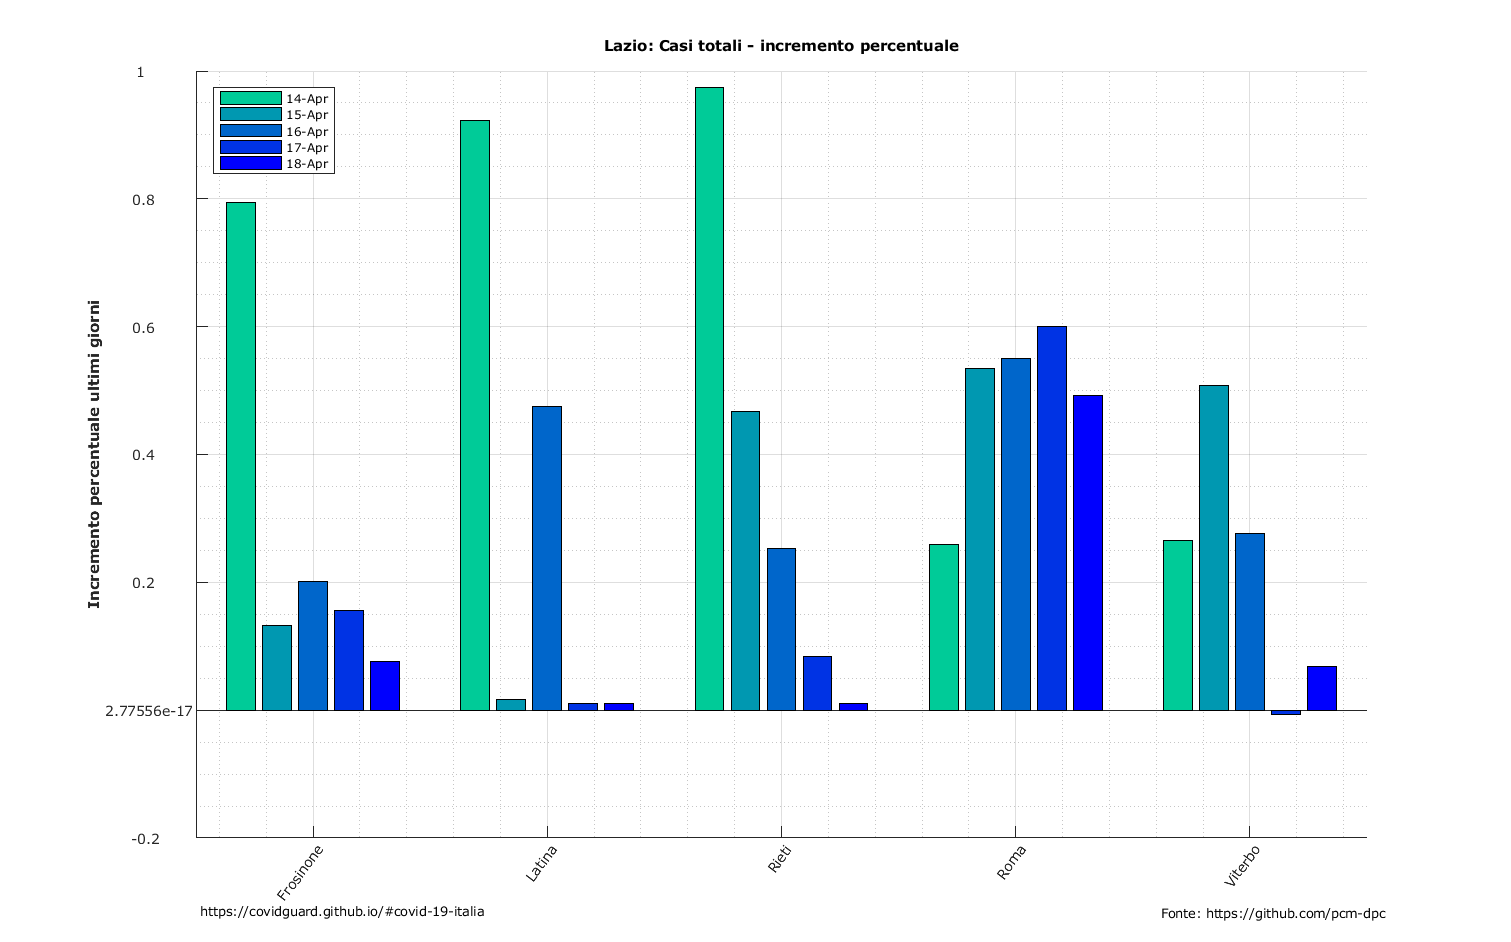 Lazio: Casi totali - incremento percentuale
14-Apr
15-Apr
16-Apr
17-Apr
18-Apr
Incremento percentuale ultimi giorni
1
0.8
0.6
0.4
0.2
2.77556e-17
-0.2
Frosinone
Latina
Rieti
Roma
Viterbo
https://covidguard.github.io/#covid-19-italia
Fonte: https://github.com/pcm-dpc